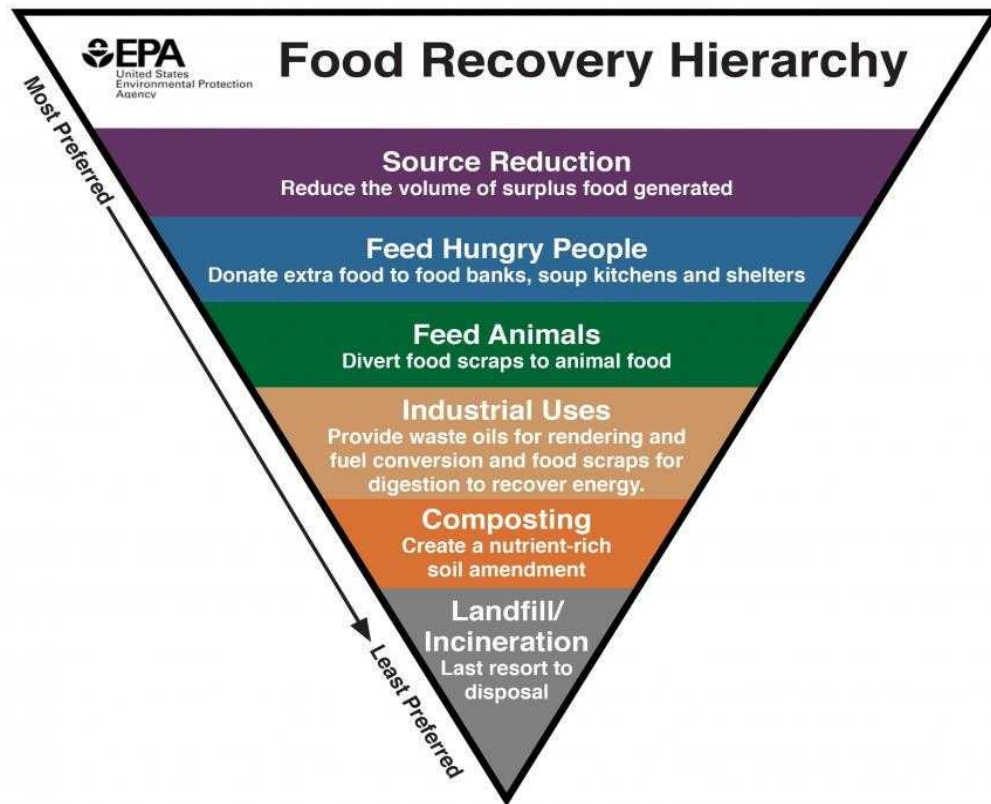 EPA
United States
Environmental Protection
Agency
Food Recovery Hierarchy
Most Preferred
Source Reduction
Reduce the volume of surplus food generated
Feed Hungry People
Donate extra food to food banks, soup kitchens and shelters
Feed Animals
Divert food scraps to animal food
Industrial Uses
Provide waste oils for rendering and
fuel conversion and food scraps for
digestion to recover energy.
Composting
Create a nutrient-rich
soil amendment
Landfill/
Incineration
Last resort to
disposal
Least Preferred